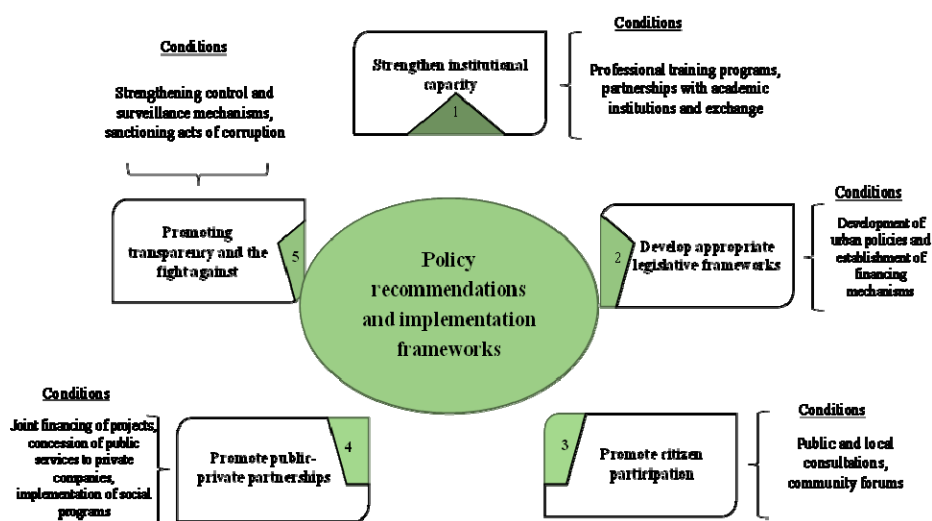 Conditions
Strengthen institutional
capacity
1
Professional training programs,
partnerships with academic
institutions and exchange
Conditions
Strengthening control and
surveillance mechanisms,
sanctioning acts of corruption
Promoting
transparency and the
fight against
5
Policy
recommendations
and implementation
frameworks
2
Develop appropriate
legislative frameworks
Conditions
Development of
urban policies and
establishment of
financing
mechanisms
Conditions
Joint financing of projects,
concession of public
services to private
companies,
implementation of social
programs
Promote public-
private partnerships
4
3
Promote citizen
participation
Conditions
Public and local
consultations,
community forums